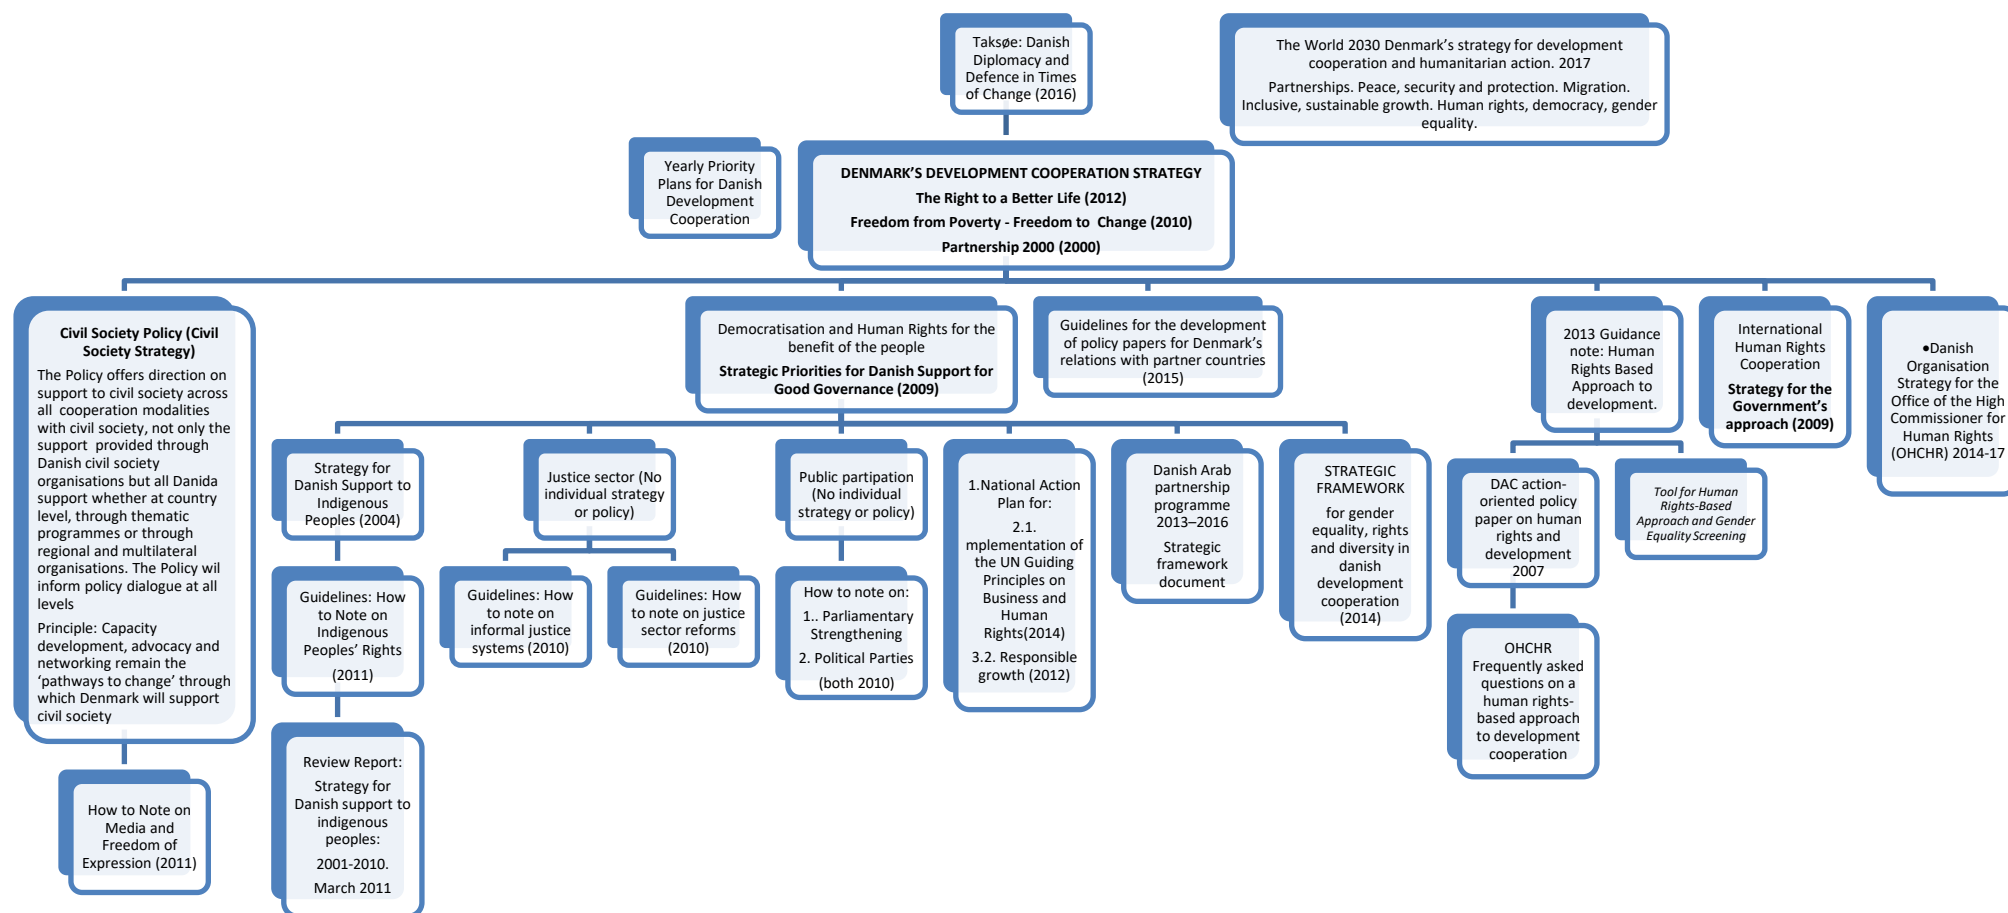 Taksøe: Danish
Diplomacy and
Defence in Times
of Change (2016)
The World 2030 Denmark’s strategy for development
cooperation and humanitarian action. 2017
Partnerships. Peace, security and protection. Migration.
Inclusive, sustainable growth. Human rights, democracy, gender
equality.
Yearly Priority
Plans for Danish
Development
Cooperation
DENMARK’S DEVELOPMENT COOPERATION STRATEGY
The Right to a Better Life (2012)
Freedom from Poverty - Freedom to Change (2010)
Partnership 2000 (2000)
Civil Society Policy (Civil
Society Strategy)
The Policy offers direction on
support to civil society across
all cooperation modalities
with civil society, not only the
support provided through
Danish civil society
organisations but all Danida
support whether at country
level, through thematic
programmes or through
regional and multilateral
organisations. The Policy wil
inform policy dialogue at all
levels
Principle: Capacity
development, advocacy and
networking remain the
‘pathways to change’ through
which Denmark will support
civil society
How to Note on
Media and
Freedom of
Expression (2011)
Democratisation and Human Rights for the
benefit of the people
Strategic Priorities for Danish Support for
Good Governance (2009)
Strategy for
Danish Support to
Indigenous
Peoples (2004)
Guidelines: How
to Note on
Indigenous
Peoples’ Rights
(2011)
Review Report:
Strategy for
Danish support to
indigenous
peoples:
2001-2010.
March 2011
Justice sector (No
individual strategy
or policy)
Guidelines: How
to note on
informal justice
systems (2010)
Guidelines: How
to note on justice
sector reforms
(2010)
Public partipation
(No individual
strategy or policy)
How to note on:
1.. Parliamentary
Strengthening
2. Political Parties
(both 2010)
1.National Action
Plan for:
2.1.
mplementation of
the UN Guiding
Principles on
Business and
Human
Rights(2014)
3.2. Responsible
growth (2012)
Danish Arab
partnership
programme
2013–2016
Strategic
framework
document
STRATEGIC
FRAMEWORK
for gender
equality, rights
and diversity in
danish
development
cooperation
(2014)
Guidelines for the development
of policy papers for Denmark’s
relations with partner countries
(2015)
2013 Guidance
note: Human
Rights Based
Approach to
development.
DAC action-
oriented policy
paper on human
rights and
development
2007
OHCHR
Frequently asked
questions on a
human rights-
based approach
to development
cooperation
Tool for Human
Rights-Based
Approach and Gender
Equality Screening
International
Human Rights
Cooperation
Strategy for the
Government’s
approach (2009)
•Danish
Organisation
Strategy for the
Office of the High
Commissioner for
Human Rights
(OHCHR) 2014-17